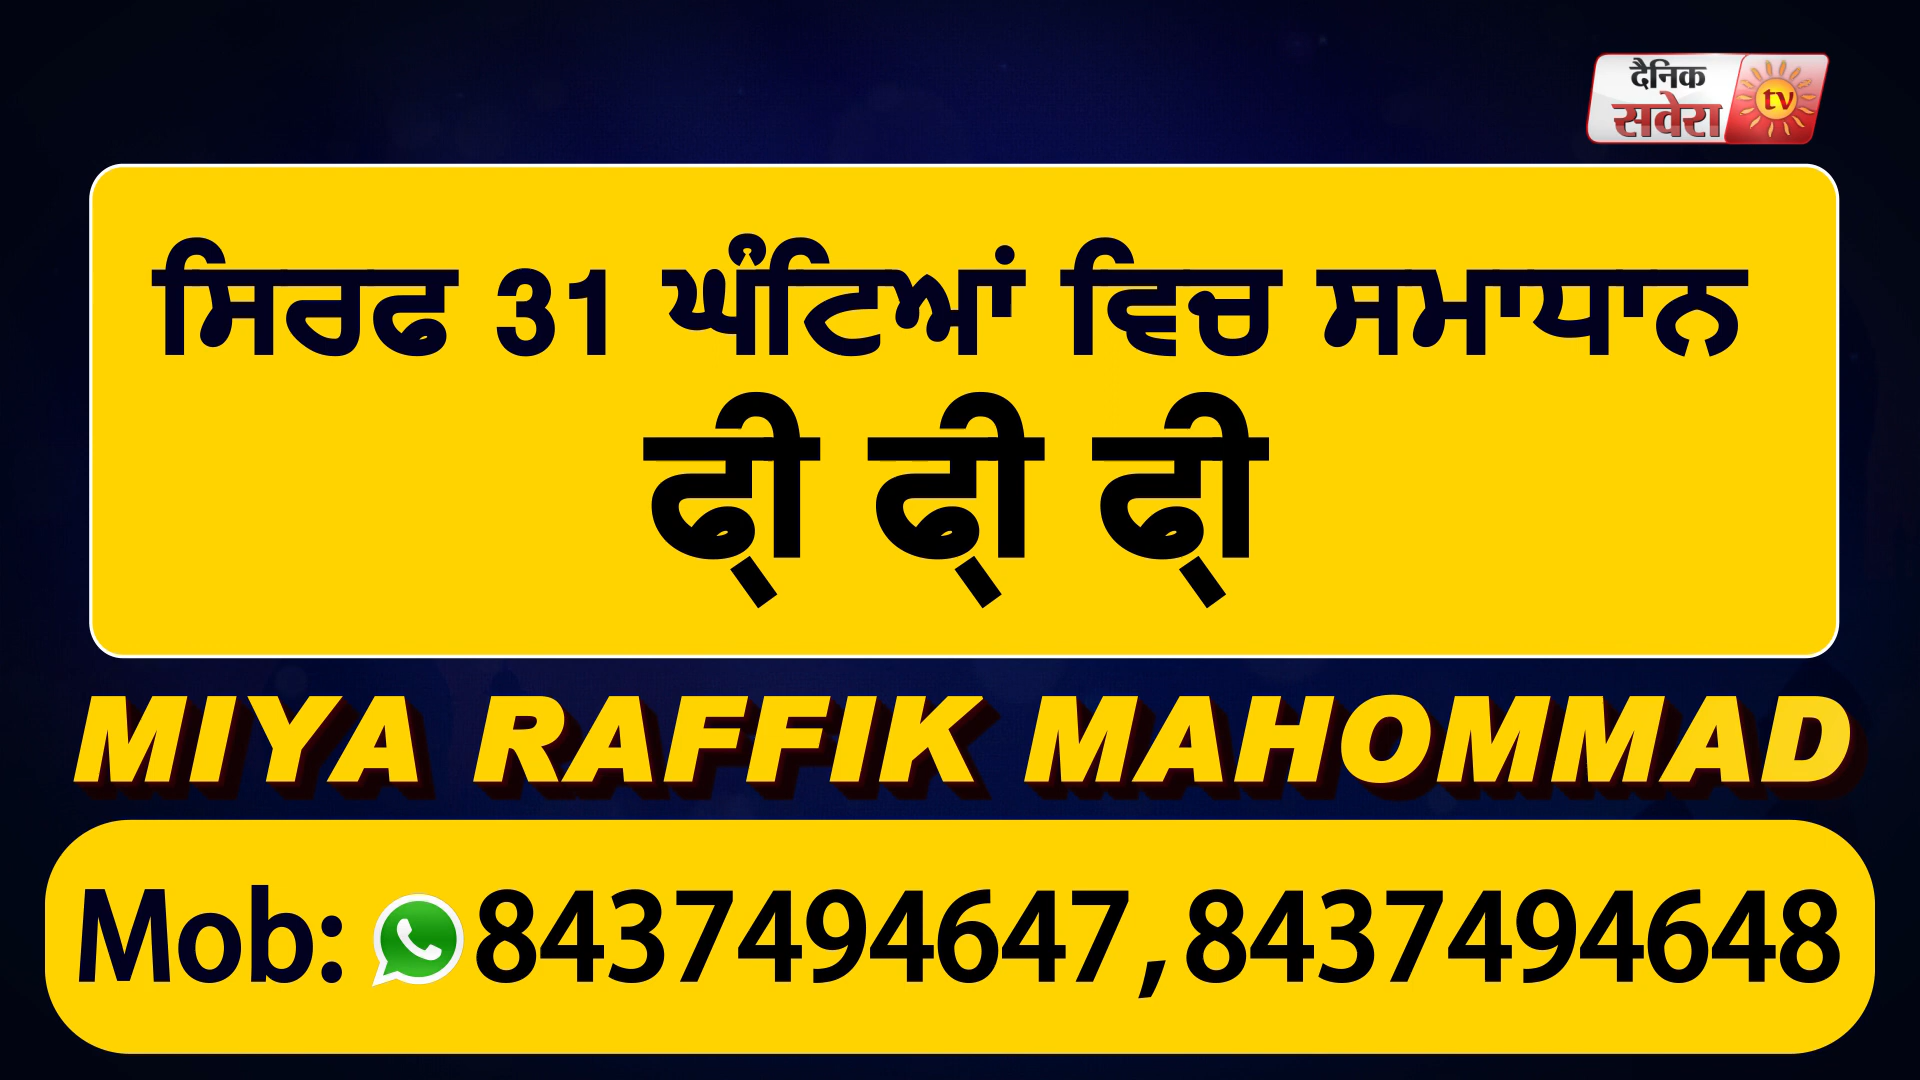 दैनिक
सवेरा tv
ਸਿਰਫ 31 ਘੰਟਿਆਂ ਵਿਚ ਸਮਾਧਾਨ
ਫ੍ਰੀ ਫ੍ਰੀ ਫ੍ਰੀ
MIYA RAFFIK MAHOMMAD
Mob: 8437494647, 8437494648